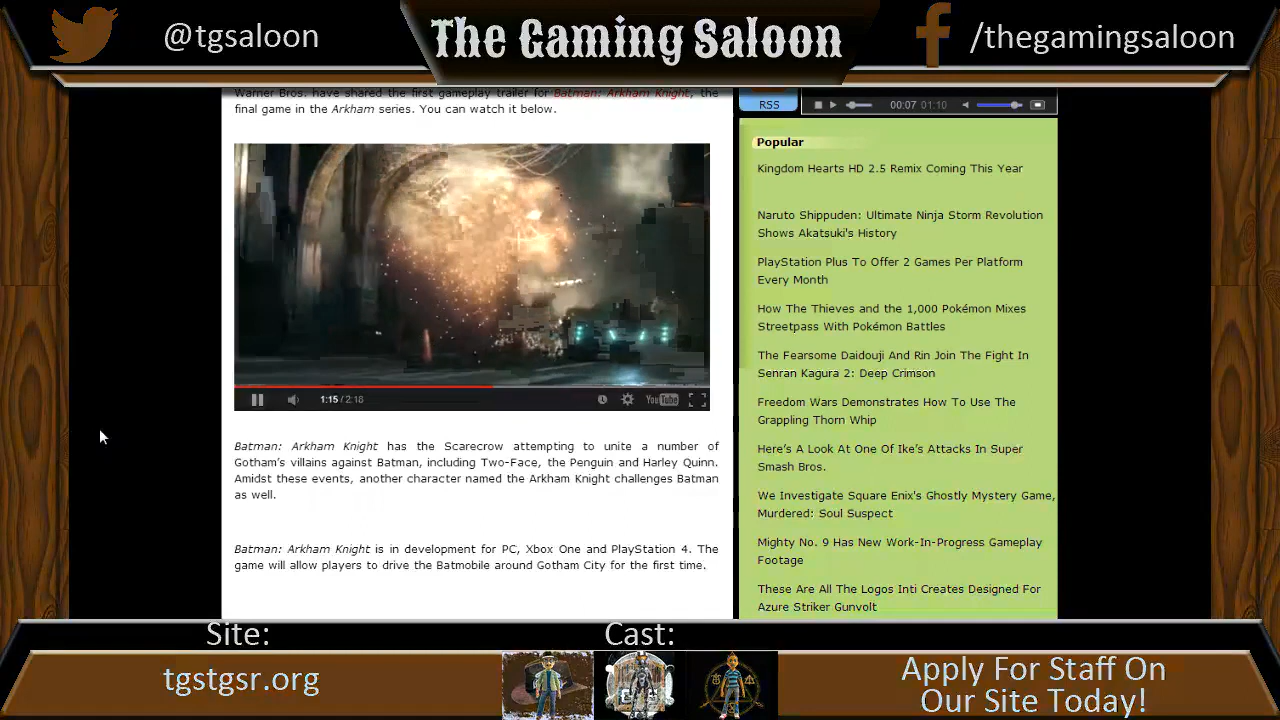 @tgsaloon
The Gaming Saloon
/thegamingsaloon
Warner Bros. have shared the first gameplay trailer for Batman: Arkham Knight, the
final game in the Arkham series. You can watch it below.
1:15 / 2:18
YouTube
Batman: Arkham Knight has the Scarecrow attempting to unite a number of
Gotham's villains against Batman, including Two-Face, the Penguin and Harley Quinn.
Amidst these events, another character named the Arkham Knight challenges Batman
as well.
Batman: Arkham Knight is in development for PC, Xbox One and PlayStation 4. The
game will allow players to drive the Batmobile around Gotham City for the first time.
RSS
00:07 01:10
Popular
Kingdom Hearts HD 2.5 Remix Coming This Year
Naruto Shippuden: Ultimate Ninja Storm Revolution
Shows Akatsuki's History
PlayStation Plus To Offer 2 Games Per Platform
Every Month
How The Thieves and the 1,000 Pokémon Mixes
Streetpass With Pokémon Battles
The Fearsome Daidouji And Rin Join The Fight In
Senran Kagura 2: Deep Crimson
Freedom Wars Demonstrates How To Use The
Grappling Thorn Whip
Here's A Look At One Of Ike's Attacks In Super
Smash Bros.
We Investigate Square Enix's Ghostly Mystery Game,
Murdered: Soul Suspect
Mighty No. 9 Has New Work-In-Progress Gameplay
Footage
These Are All The Logos Inti Creates Designed For
Azure Striker Gunvolt
Site:
tgstgsr.org
Cast:
Apply For Staff On
Our Site Today!